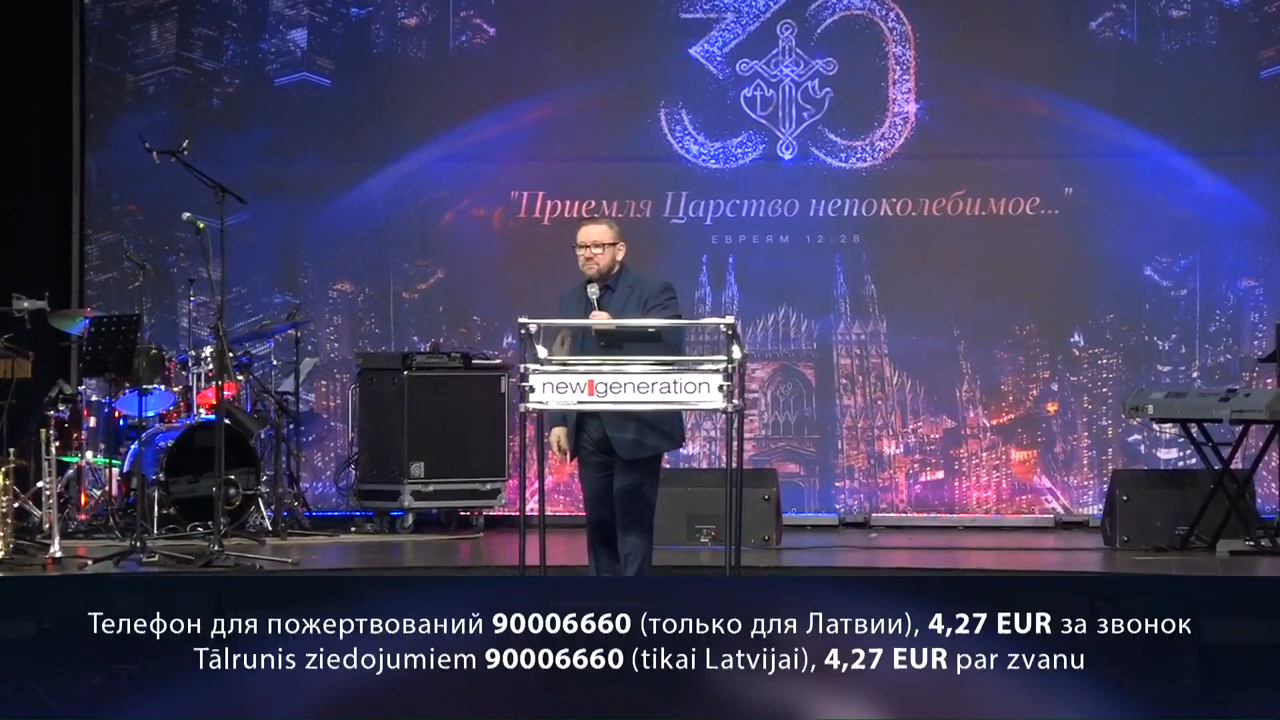 30
"Приемля Царство непоколебимое..."
ЕВРЕЯМ 12:28
new generation
Телефон для пожертвований 90006660 (только для Латвии), 4,27 EUR за звонок
Tālrunis ziedojumiem 90006660 (tikai Latvijai), 4,27 EUR par zvanu